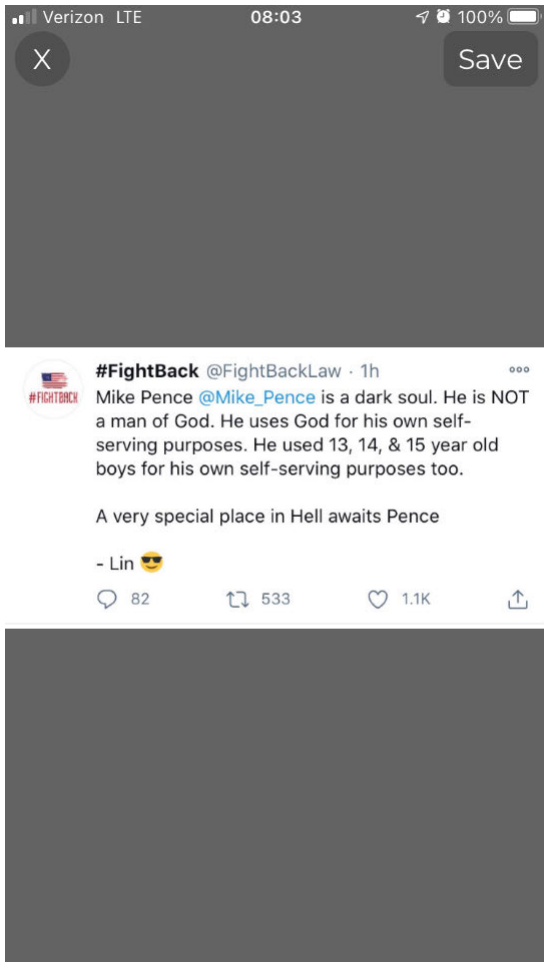 Verizon LTE 08:03 100%
X Save
#FightBack @FightBackLaw · 1h
#FIGHTBACK
Mike Pence @Mike_Pence is a dark soul. He is NOT
a man of God. He uses God for his own self-
serving purposes. He used 13, 14, & 15 year old
boys for his own self-serving purposes too.
A very special place in Hell awaits Pence
- Lin 😎
82 533 1.1K